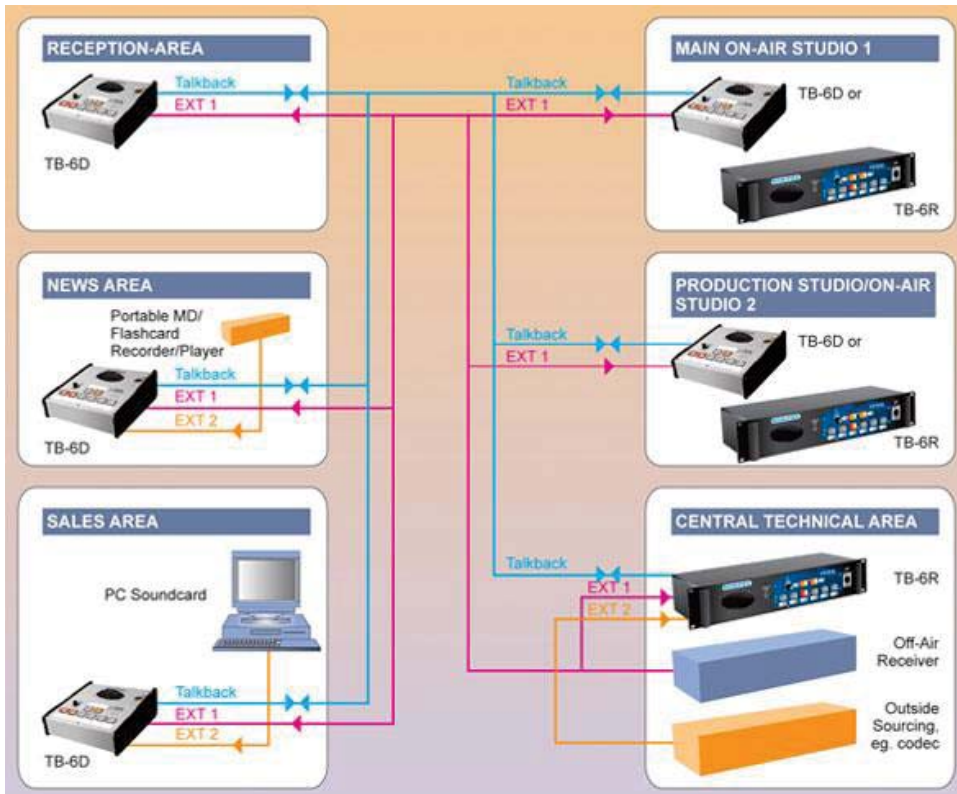 RECEPTION-AREA
Talkback
EXT 1
TB-6D
NEWS AREA
Portable MD/
Flashcard
Recorder/Player
Talkback
EXT 1
EXT 2
TB-6D
SALES AREA
PC Soundcard
Talkback
EXT 1
EXT 2
TB-6D
MAIN ON-AIR STUDIO 1
Talkback
EXT 1
TB-6D or
TB-6R
PRODUCTION STUDIO/ON-AIR
STUDIO 2
Talkback
EXT 1
TB-6D or
TB-6R
CENTRAL TECHNICAL AREA
Talkback
EXT 1
EXT 2
TB-6R
Off-Air
Receiver
Outside
Sourcing,
eg. codec